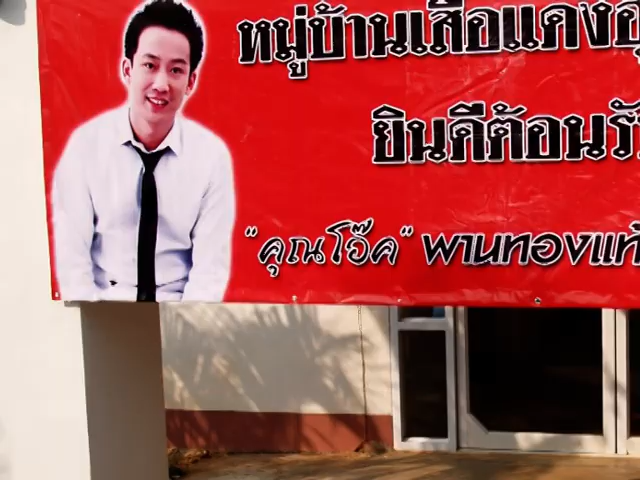 หมู่บ้านเสื้อแดงอุ
ยินดีต้อนรั
"คุณโอ๊ค" พานทองแท้